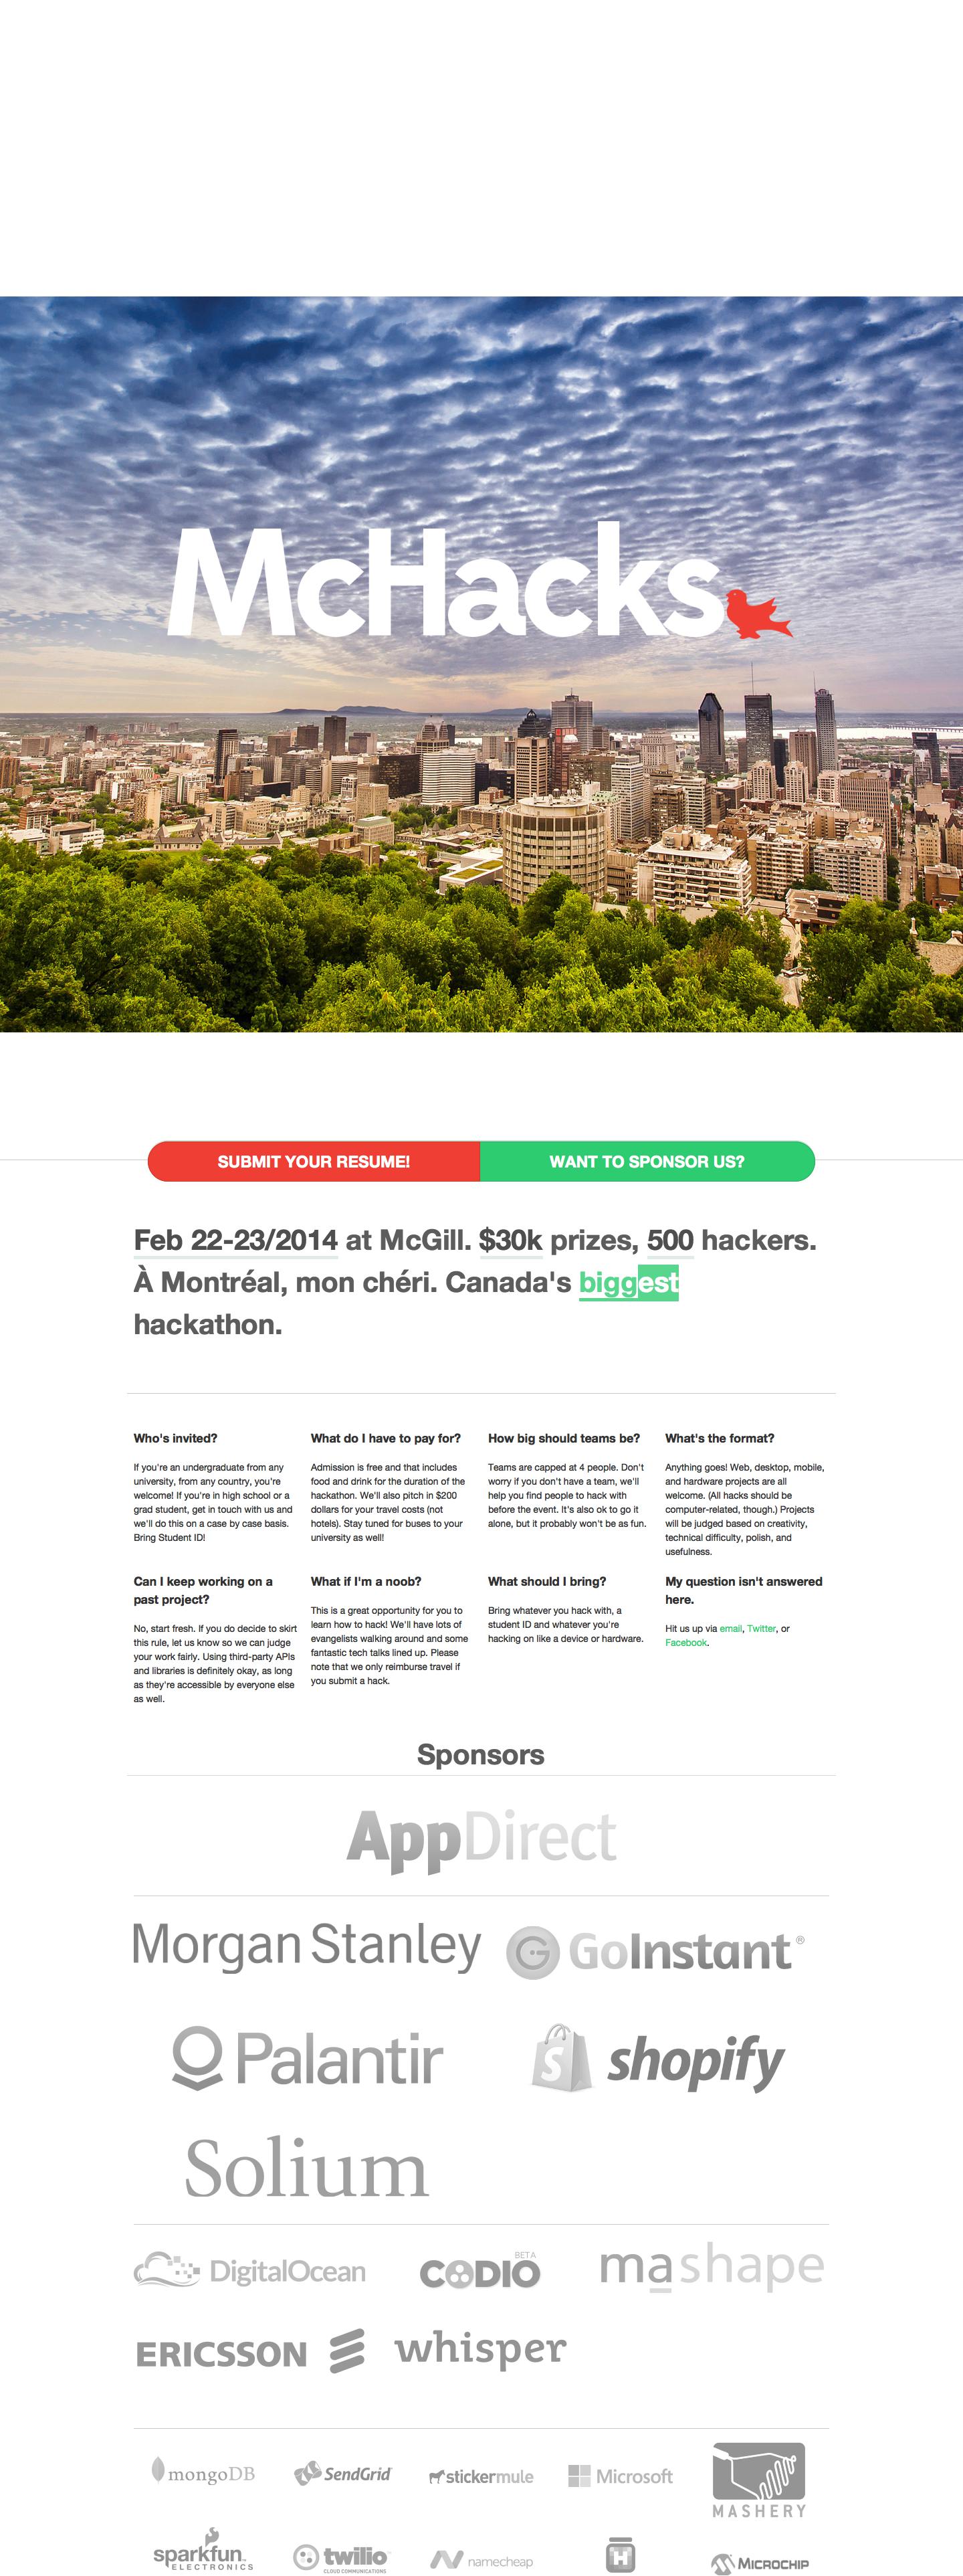 McHacks
SUBMIT YOUR RESUME!
WANT TO SPONSOR US?
Feb 22-23/2014 at McGill. $30k prizes, 500 hackers.
À Montréal, mon chéri. Canada's biggest
hackathon.
Who's invited?
If you're an undergraduate from any
university, from any country, you're
welcome! If you're in high school or a
grad student, get in touch with us and
we'll do this on a case by case basis.
Bring Student ID!
What do I have to pay for?
Admission is free and that includes
food and drink for the duration of the
hackathon. We'll also pitch in $200
dollars for your travel costs (not
hotels). Stay tuned for buses to your
university as well!
How big should teams be?
Teams are capped at 4 people. Don't
worry if you don't have a team, we'll
help you find people to hack with
before the event. It's also ok to go it
alone, but it probably won't be as fun.
What's the format?
Anything goes! Web, desktop, mobile,
and hardware projects are all
welcome. (All hacks should be
computer-related, though.) Projects
will be judged based on creativity,
technical difficulty, polish, and
usefulness.
Can I keep working on a
past project?
No, start fresh. If you do decide to skirt
this rule, let us know so we can judge
your work fairly. Using third-party APIs
and libraries is definitely okay, as long
as they're accessible by everyone else
as well.
What if I'm a noob?
This is a great opportunity for you to
learn how to hack! We'll have lots of
evangelists walking around and some
fantastic tech talks lined up. Please
note that we only reimburse travel if
you submit a hack.
What should I bring?
Bring whatever you hack with, a
student ID and whatever you're
hacking on like a device or hardware.
My question isn't answered
here.
Hit us up via email, Twitter, or
Facebook.
Sponsors
AppDirect
Morgan Stanley
G GoInstant ®
Palantir
S shopify
Solium
DigitalOcean
CODIO BETA
mashape
ERICSSON
whisper
mongoDB
SendGrid
stickermule
Microsoft
MASHERY
sparkfun
ELECTRONICS
twilio
CLOUD COMMUNICATIONS
namecheap
H
MICROCHIP